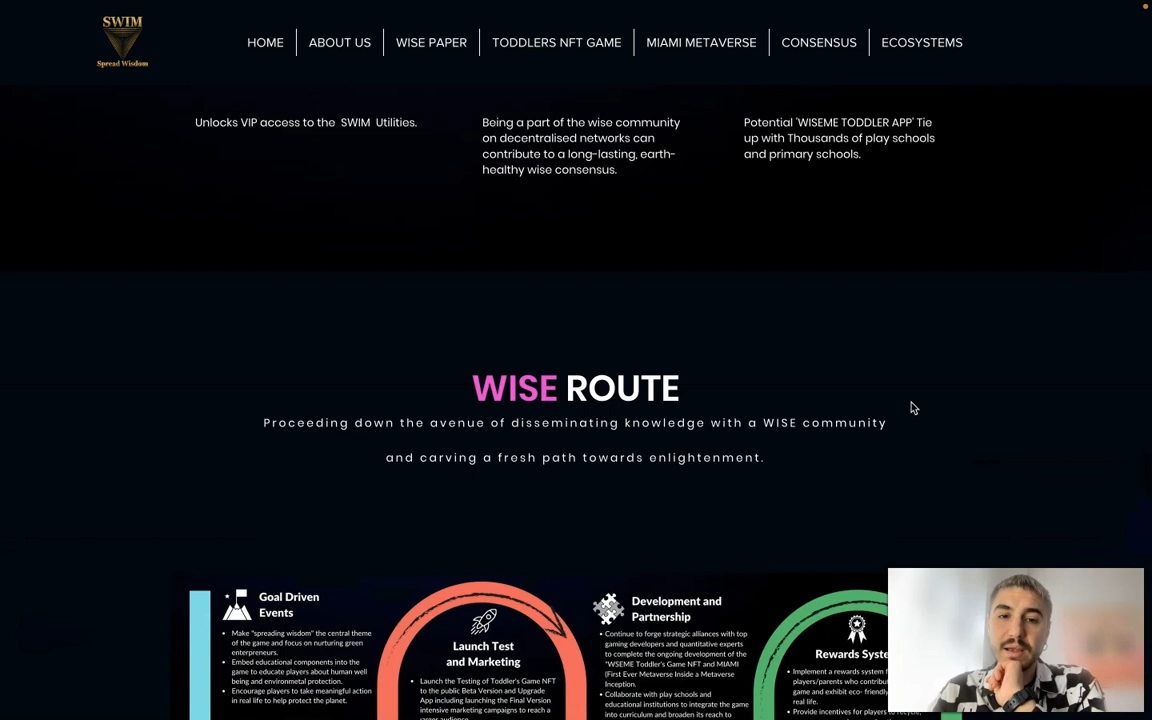 SWIM
Spread Wisdom
HOME
ABOUT US
WISE PAPER
TODDLERS NFT GAME
MIAMI METAVERSE
CONSENSUS
ECOSYSTEMS
Unlocks VIP access to the SWIM Utilities.
Being a part of the wise community
on decentralised networks can
contribute to a long-lasting, earth-
healthy wise consensus.
Potential 'WISEME TODDLER APP' Tie
up with Thousands of play schools
and primary schools.
WISE ROUTE
Proceeding down the avenue of disseminating knowledge with a WISE community
and carving a fresh path towards enlightenment.
Goal Driven
Events
• Make "spreading wisdom" the central theme
of the game and focus on nurturing green
enterpreneurs.
• Embed educational components into the
game to educate players about human well
being and environmetal protection.
• Encourage players to take meaningful action
in real life to help protect the planet.
Launch Test
and Marketing
• Launch the Testing of Toddler's Game NFT
to the public Beta Version and Upgrade
App including launching the Final Version
intensive marketing campaigns to reach a
Development and
Partnership
• Continue to forge strategic alliances with top
gaming developers and quantitative experts
to complete the ongoing development of the
"WSEME Toddler's Game NFT and MIAMI
(First Ever Metaverse Inside a Metaverse
Inception.
• Collaborate with play schools and
educational institutions to integrate the game
into curriculum and broaden its reach to
Rewards Syste
• Implement a rewards system f
players/parents who contribut
game and exhibit eco- friendly
real life.
• Provide incentives for players